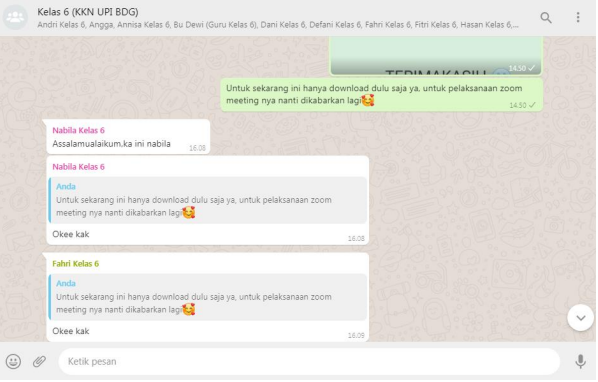 Kelas 6 (KKN UPI BDG)
Andri Kelas 6, Angga, Annisa Kelas 6, Bu Dewi (Guru Kelas 6), Dani Kelas 6, Defani Kelas 6, Fahri Kelas 6, Fitri Kelas 6, Hasan Kelas 6,...
TERIMAKASIH
14.50
Untuk sekarang ini hanya download dulu saja ya, untuk pelaksanaan zoom
meeting nya nanti dikabarkan lagi🥰
14.50
Nabila Kelas 6
Assalamualaikum,ka ini nabila
16.08
Nabila Kelas 6
Anda
Untuk sekarang ini hanya download dulu saja ya, untuk pelaksanaan zoom
meeting nya nanti dikabarkan lagi🥰
Okee kak
16.08
Fahri Kelas 6
Anda
Untuk sekarang ini hanya download dulu saja ya, untuk pelaksanaan zoom
meeting nya nanti dikabarkan lagi🥰
Okee kak
16.09
Ketik pesan